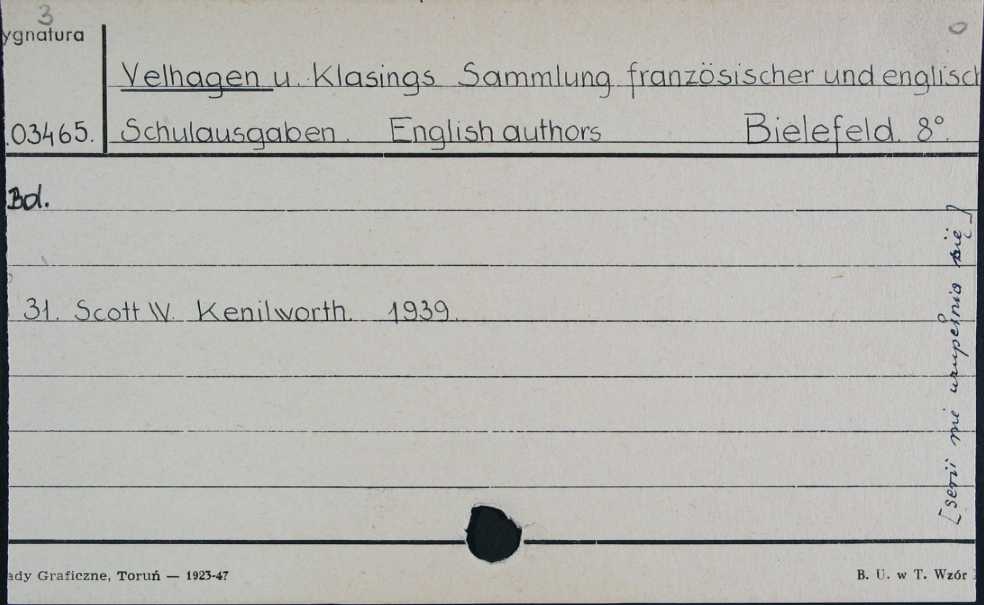 3
ygnatura
Velhagen u. Klasings Sammlung französischer und englisch
.03465.
Schulausgaben. English authors Bielefeld. 8°.
Bd.
31. Scott W. Kenilworth. 1939.
[serii nie uzupełnia się]
ady Graficzne, Toruń — 1923-47
B. U. w T. Wzór